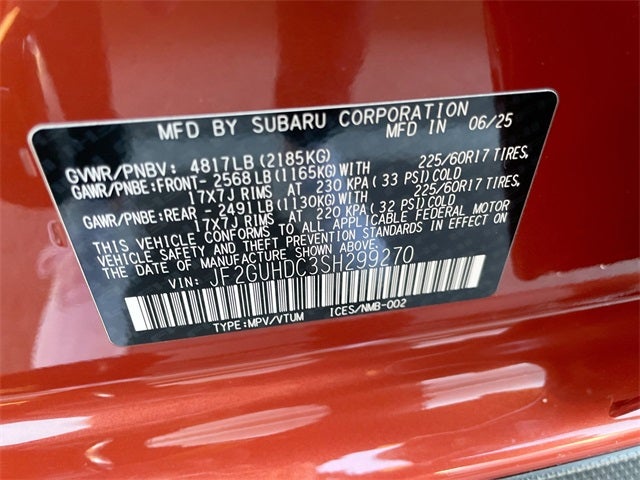 MFD BY SUBARU CORPORATION
MFD IN 06/25
GVWR/PNBV: 4817LB(2185KG)
GAWR/PNBE:FRONT- 2568LB(1165KG)WITH 225/60R17 TIRES,
17X7J RIMS AT 230 KPA(33 PSI)COLD
GAWR/PNBE:REAR - 2491LB(1130KG)WITH 225/60R17 TIRES,
17X7J RIMS AT 220 KPA(32 PSI)COLD
THIS VEHICLE CONFORMS TO ALL APPLICABLE FEDERAL MOTOR
VEHICLE SAFETY AND THEFT PREVENTION STANDARDS IN EFFECT ON
THE DATE OF MANUFACTURE SHOWN ABOVE.
VIN: JF2GUHDC3SH299270
TYPE:MPV/VTUM ICES/NMB-002